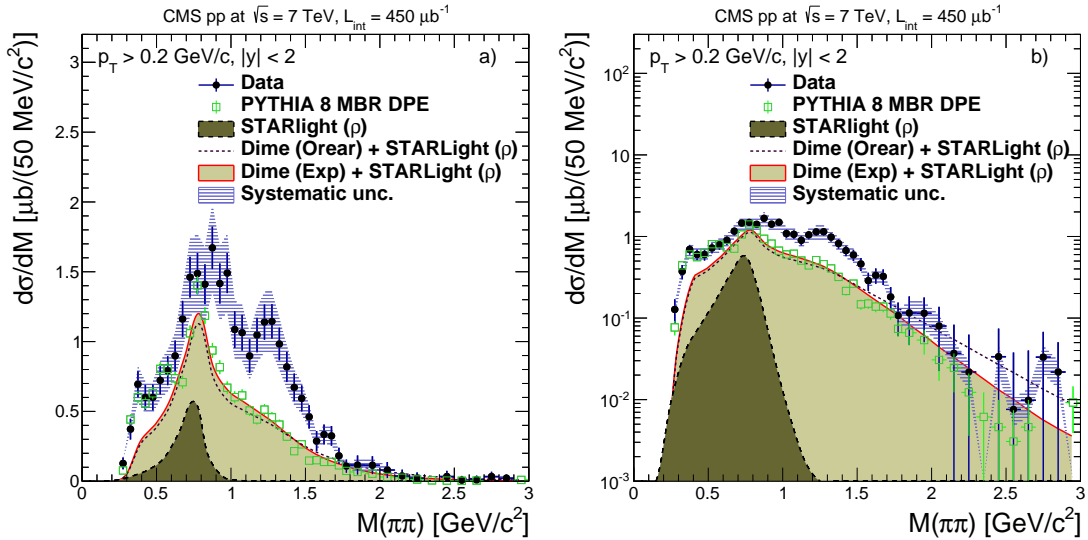 CMS pp at √s = 7 TeV, L_int = 450 μb⁻¹
p_T > 0.2 GeV/c, |y| < 2
a)
Data
PYTHIA 8 MBR DPE
STARlight (ρ)
Dime (Orear) + STARLight (ρ)
Dime (Exp) + STARLight (ρ)
Systematic unc.
dσ/dM [μb/(50 MeV/c²)]
3
2.5
2
1.5
1
0.5
0
0 0.5 1 1.5 2 2.5 3
M(ππ) [GeV/c²]
CMS pp at √s = 7 TeV, L_int = 450 μb⁻¹
p_T > 0.2 GeV/c, |y| < 2
b)
Data
PYTHIA 8 MBR DPE
STARlight (ρ)
Dime (Orear) + STARLight (ρ)
Dime (Exp) + STARLight (ρ)
Systematic unc.
dσ/dM [μb/(50 MeV/c²)]
10²
10
1
10⁻¹
10⁻²
10⁻³
0 0.5 1 1.5 2 2.5 3
M(ππ) [GeV/c²]